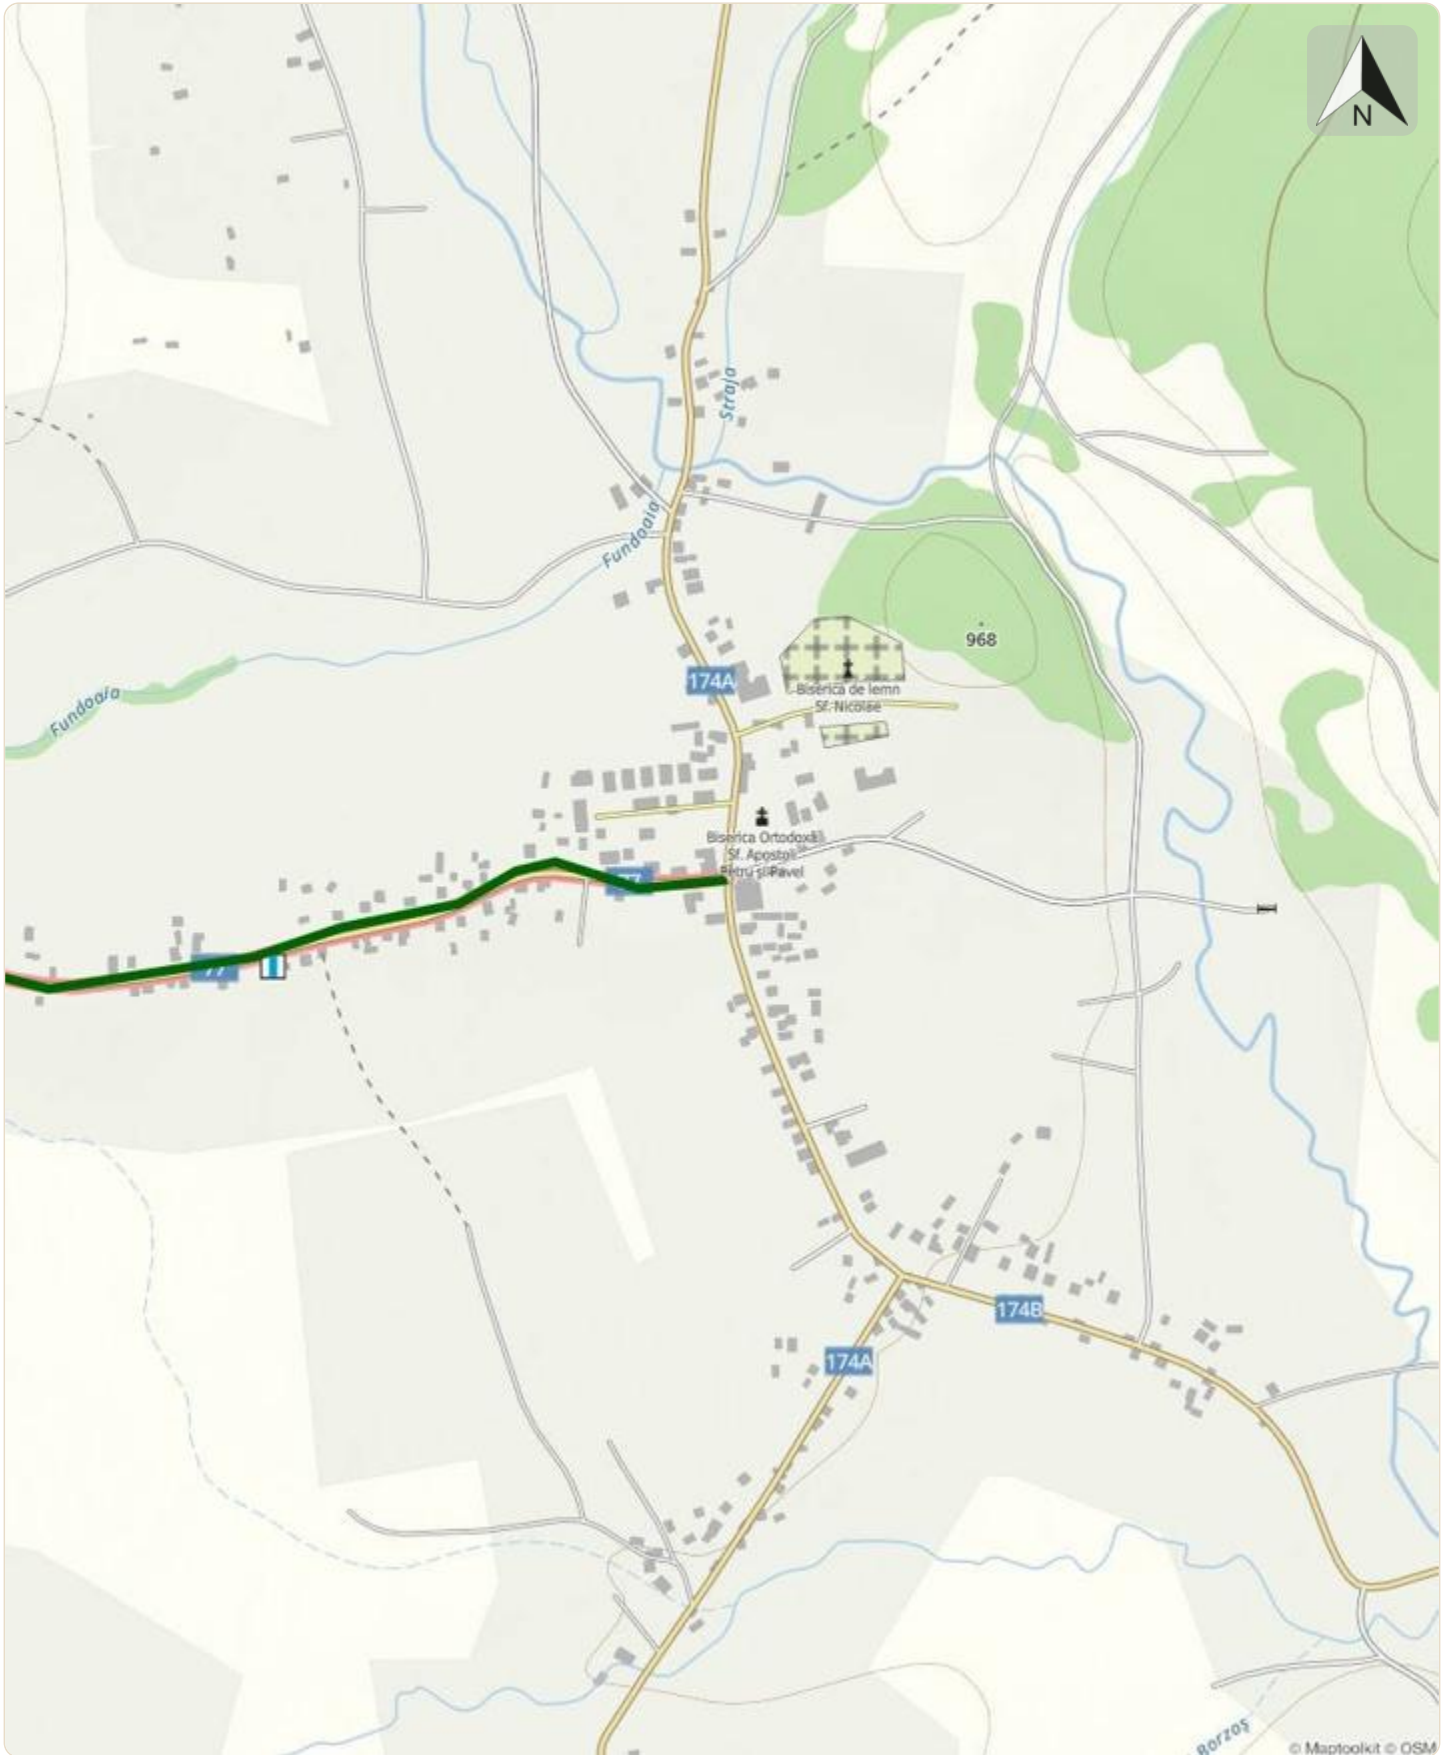 N
Straja
Fundoaia
968
174A
Biserica de lemn
Sf. Nicolae
Fundoaia
Biserica Ortodoxă
Sf. Apostoli
Petru și Pavel
77
77
174B
174A
Borzoș
© Maptoolkit © OSM